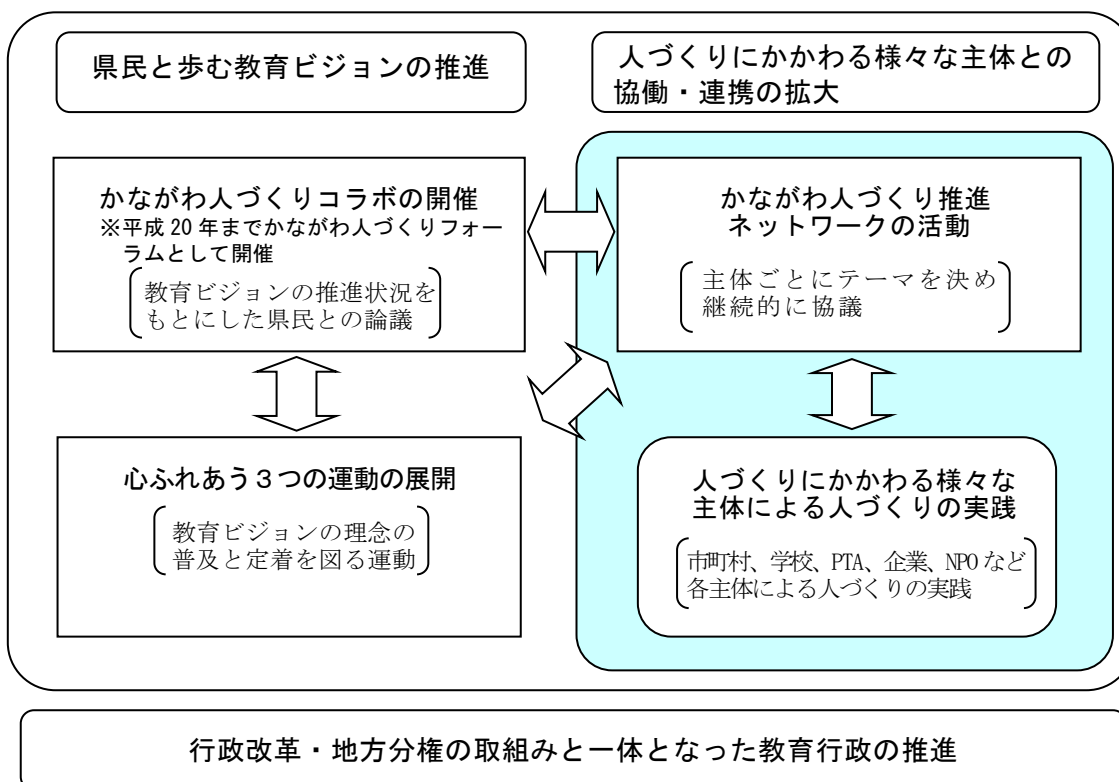 県民と歩む教育ビジョンの推進
人づくりにかかわる様々な主体との
協働・連携の拡大
かながわ人づくりコラボの開催
※平成20年までかながわ人づくりフォー
ラムとして開催
教育ビジョンの推進状況を
もとにした県民との論議
かながわ人づくり推進
ネットワークの活動
主体ごとにテーマを決め
継続的に協議
心ふれあう3つの運動の展開
教育ビジョンの理念の
普及と定着を図る運動
人づくりにかかわる様々な
主体による人づくりの実践
市町村、学校、PTA、企業、NPOなど
各主体による人づくりの実践
行政改革・地方分権の取組みと一体となった教育行政の推進